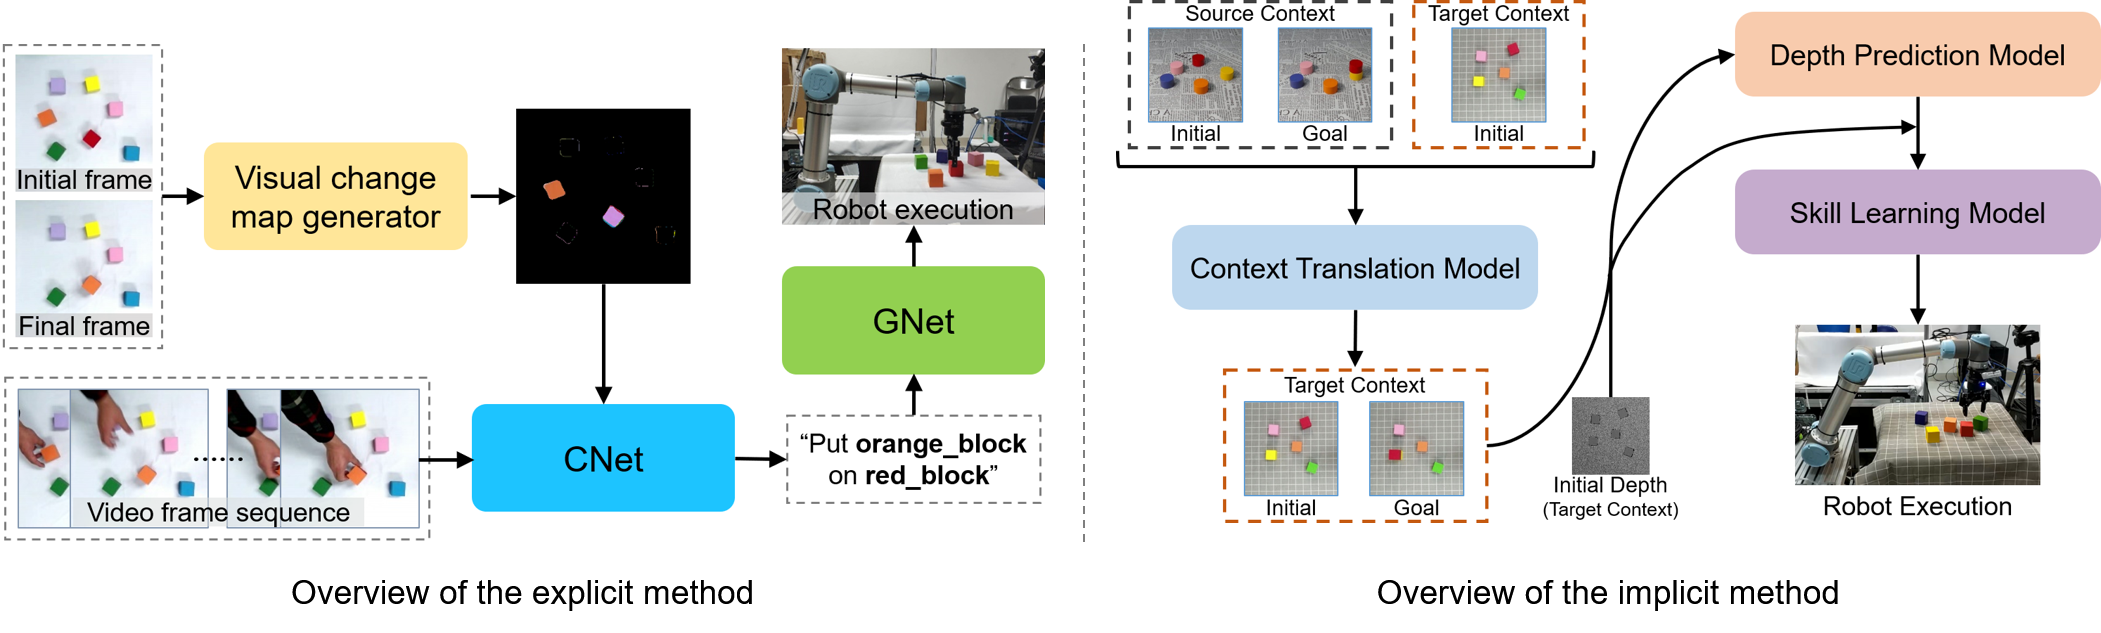 Initial frame
Final frame
Visual change
map generator
Video frame sequence
CNet
“Put orange_block
on red_block”
GNet
Robot execution
Overview of the explicit method
Source Context
Initial
Goal
Target Context
Initial
Context Translation Model
Target Context
Initial
Goal
Initial Depth
(Target Context)
Depth Prediction Model
Skill Learning Model
Robot Execution
Overview of the implicit method